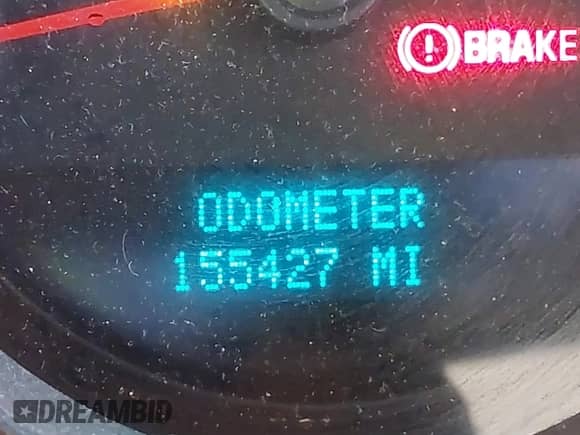 BRAKE
ODOMETER
155427 MI
DREAMBID